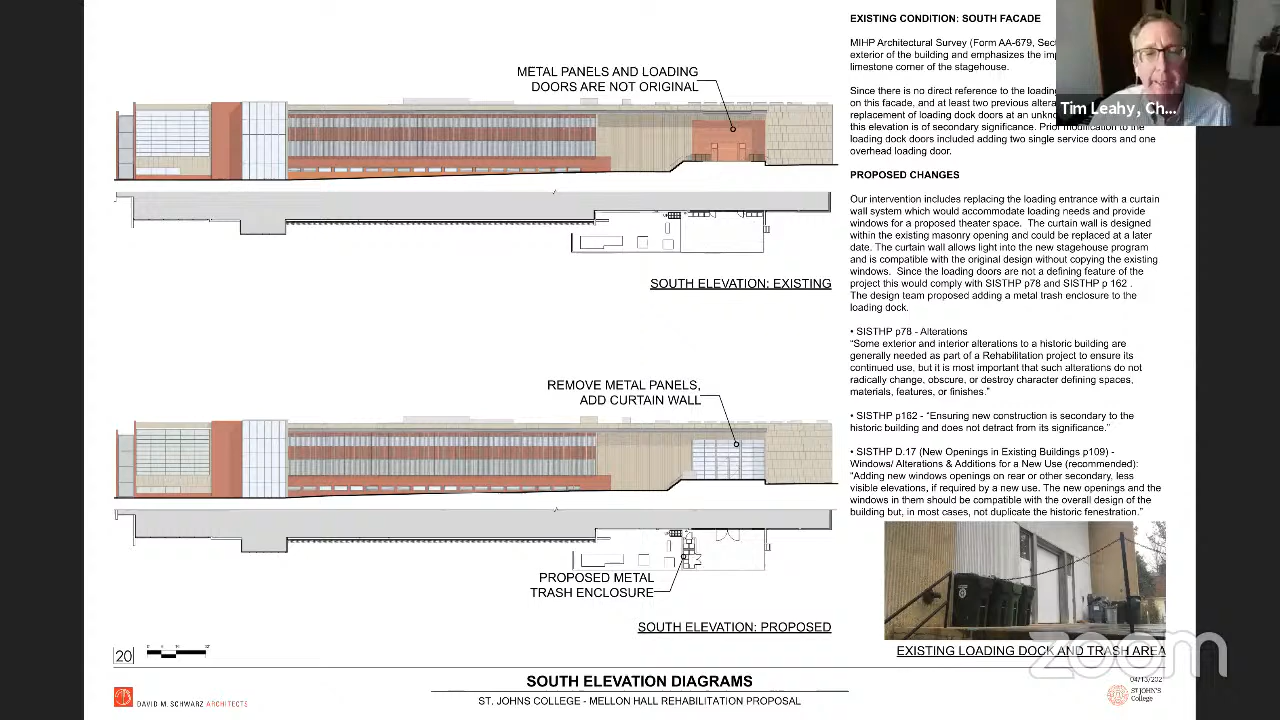 EXISTING CONDITION: SOUTH FACADE
MIHP Architectural Survey (Form AA-679, Sec
exterior of the building and emphasizes the
limestone corner of the stagehouse.
Since there is no direct reference to the
on this facade, and at least two previous
replacement of loading dock doors at an
this elevation is of secondary significance. Prior modification to the
loading dock doors included adding two single service doors and one
overhead loading door.
PROPOSED CHANGES
Our intervention includes replacing the loading entrance with a curtain
wall system which would accommodate loading needs and provide
windows for a proposed theater space. The curtain wall is designed
within the existing masonry opening and could be replaced at a later
date. The curtain wall allows light into the new stagehouse program
and is compatible with the original design without copying the existing
windows. Since the loading doors are not a defining feature of the
project this would comply with SISTHP p78 and SISTHP p 162 .
The design team proposed adding a metal trash enclosure to the
loading dock.
• SISTHP p78 - Alterations
“Some exterior and interior alterations to a historic building are
generally needed as part of a Rehabilitation project to ensure its
continued use, but it is most important that such alterations do not
radically change, obscure, or destroy character defining spaces,
materials, features, or finishes.”
• SISTHP p162 - “Ensuring new construction is secondary to the
historic building and does not detract from its significance.”
• SISTHP D.17 (New Openings in Existing Buildings p109) -
Windows/ Alterations & Additions for a New Use (recommended):
“Adding new windows openings on rear or other secondary, less
visible elevations, if required by a new use. The new openings and the
windows in them should be compatible with the overall design of the
building but, in most cases, not duplicate the historic fenestration.”
EXISTING LOADING DOCK AND TRASH AREA
Tim Leahy, Ch...
METAL PANELS AND LOADING
DOORS ARE NOT ORIGINAL
SOUTH ELEVATION: EXISTING
REMOVE METAL PANELS,
ADD CURTAIN WALL
PROPOSED METAL
TRASH ENCLOSURE
SOUTH ELEVATION: PROPOSED
20
SOUTH ELEVATION DIAGRAMS
ST. JOHNS COLLEGE - MELLON HALL REHABILITATION PROPOSAL
DAVID M. SCHWARZ ARCHITECTS
04/13/202
ST JOHN'S
College
zoom